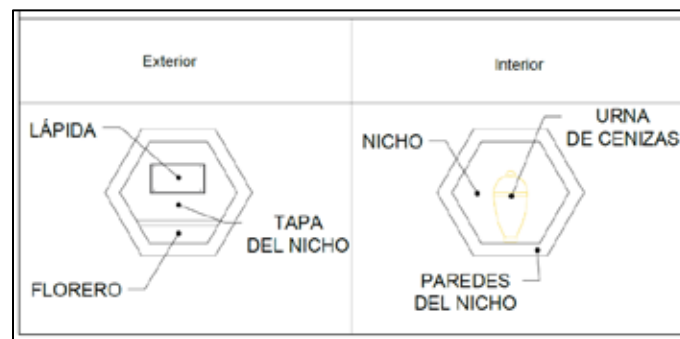 Exterior
Interior
LÁPIDA
TAPA
DEL NICHO
FLORERO
NICHO
URNA
DE CENIZAS
PAREDES
DEL NICHO